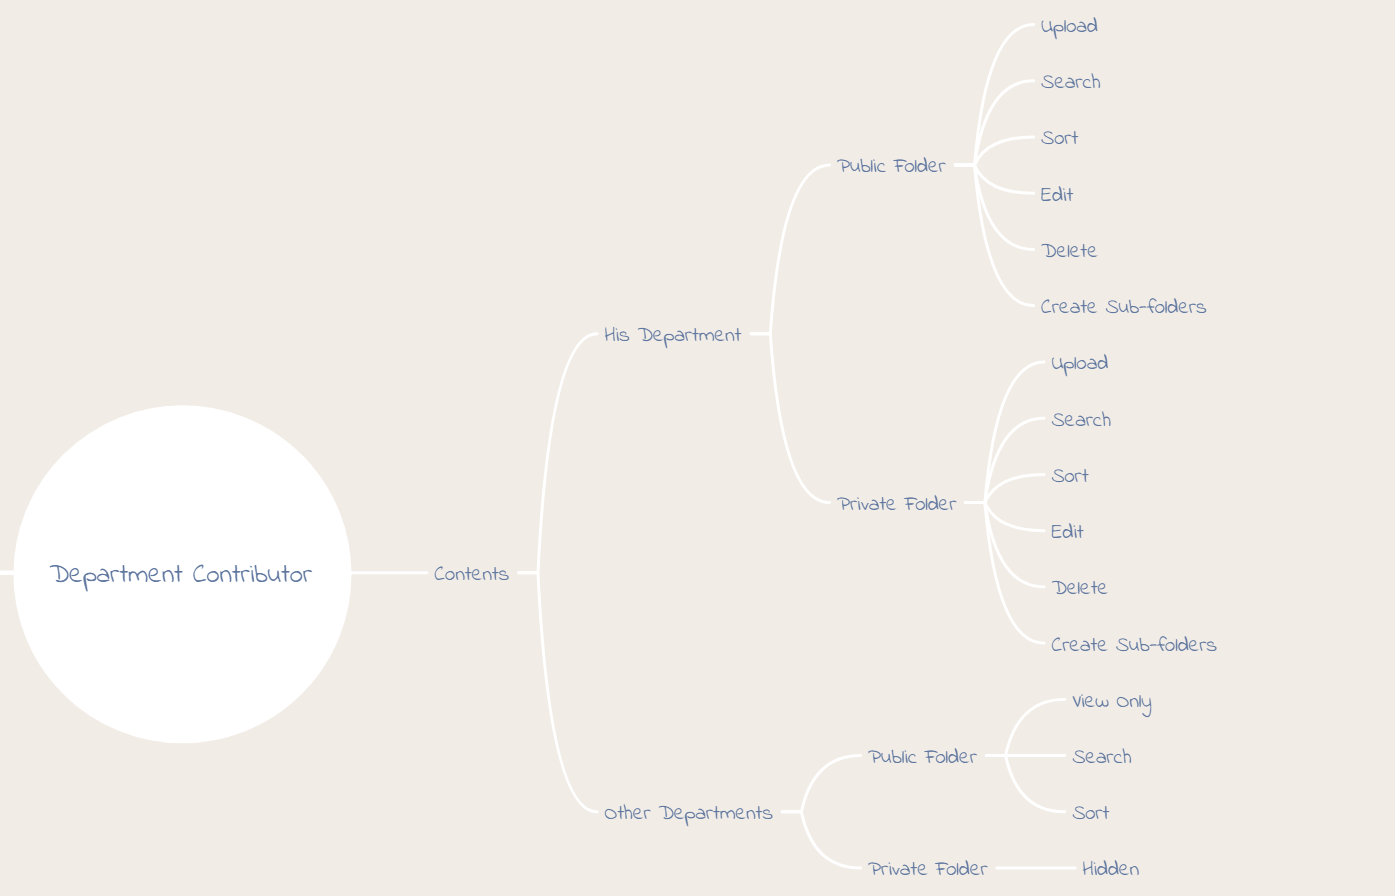 Department Contributor
Contents
His Department
Public Folder
Upload
Search
Sort
Edit
Delete
Create Sub-folders
Private Folder
Upload
Search
Sort
Edit
Delete
Create Sub-folders
Other Departments
Public Folder
View Only
Search
Sort
Private Folder
Hidden